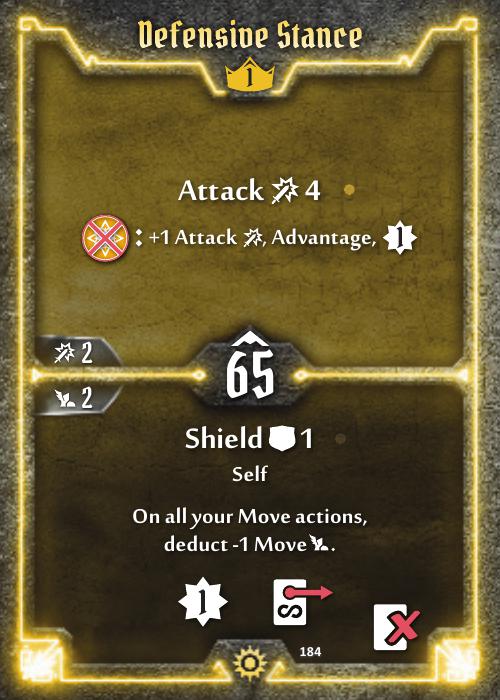 Defensive Stance
1
Attack 4
: +1 Attack , Advantage, 1
2
65
2
Shield 1
Self
On all your Move actions,
deduct -1 Move .
1
184